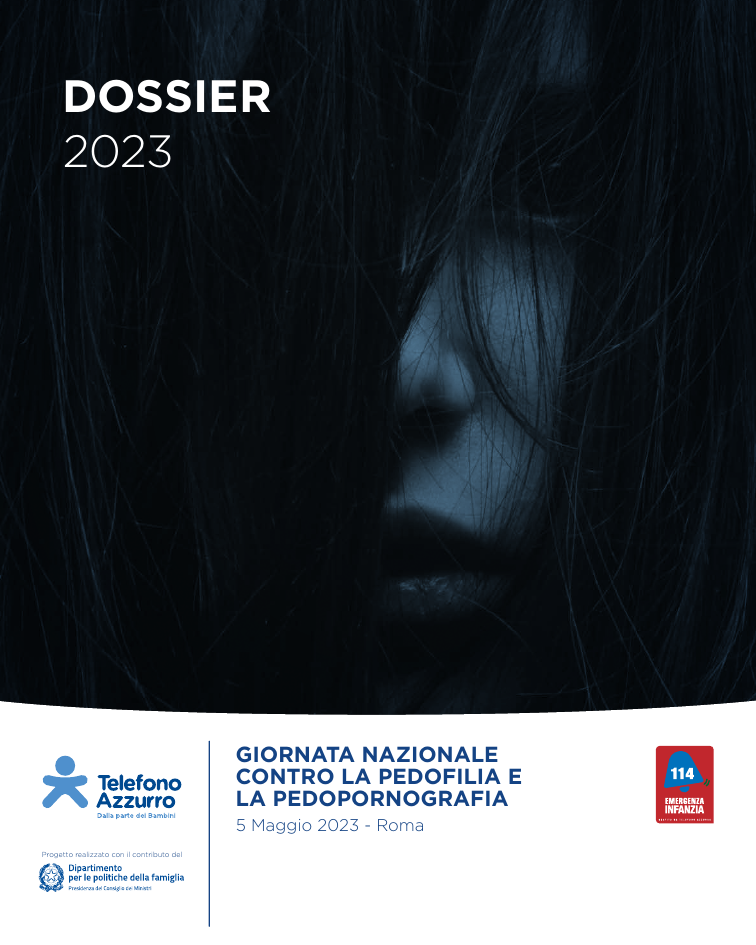 DOSSIER
2023
Telefono
Azzurro
Dalla parte dei Bambini
Progetto realizzato con il contributo del
Dipartimento
per le politiche della famiglia
Presidenza del Consiglio dei Ministri
GIORNATA NAZIONALE
CONTRO LA PEDOFILIA E
LA PEDOPORNOGRAFIA
5 Maggio 2023 - Roma
114
EMERGENZA
INFANZIA